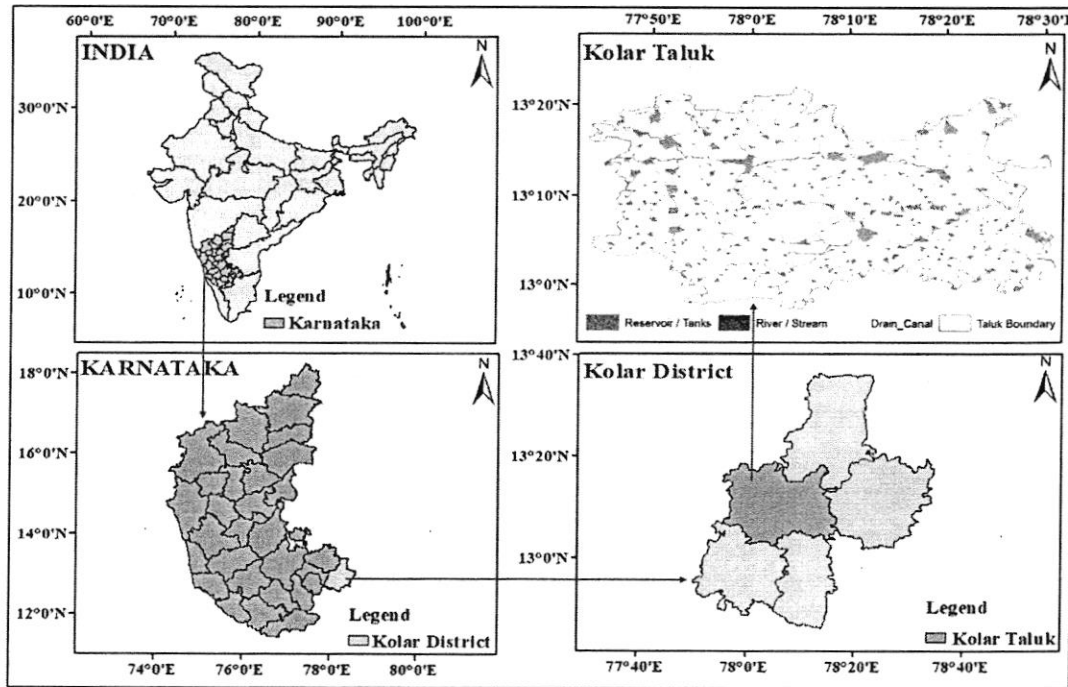 60°0'E 70°0'E 80°0'E 90°0'E 100°0'E
77°50'E 78°0'E 78°10'E 78°20'E 78°30'E
INDIA
N
30°0'N
20°0'N
10°0'N
Legend
Karnataka
Kolar Taluk
N
13°20'N
13°10'N
13°0'N
Reservoir / Tanks River / Stream Drain_Canal Taluk Boundary
KARNATAKA
N
18°0'N
16°0'N
14°0'N
12°0'N
Legend
Kolar District
74°0'E 76°0'E 78°0'E 80°0'E
Kolar District
N
13°40'N
13°20'N
13°0'N
Legend
Kolar Taluk
77°40'E 78°0'E 78°20'E 78°40'E